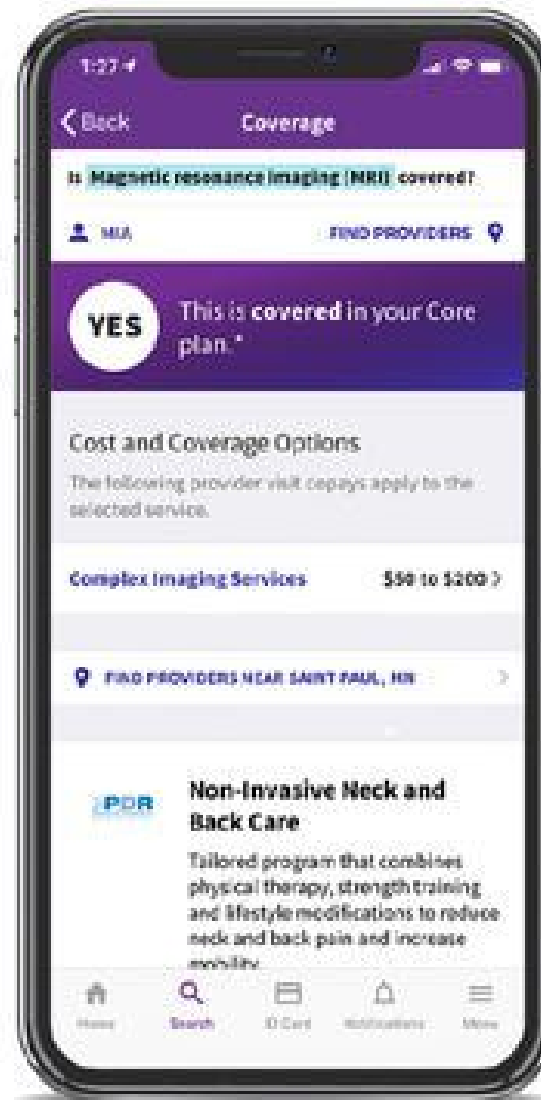 1:27
Back
Coverage
Is Magnetic resonance imaging (MRI) covered?
MIA
FIND PROVIDERS
YES
This is covered in your Core
plan.*
Cost and Coverage Options
The following provider visit copays apply to the
selected service.
Complex Imaging Services
$50 to $200
FIND PROVIDERS NEAR SAINT PAUL, MN
PDR
Non-Invasive Neck and
Back Care
Tailored program that combines
physical therapy, strength training
and lifestyle modifications to reduce
neck and back pain and increase
mobility
Home
Search
ID Card
Notifications
Menu